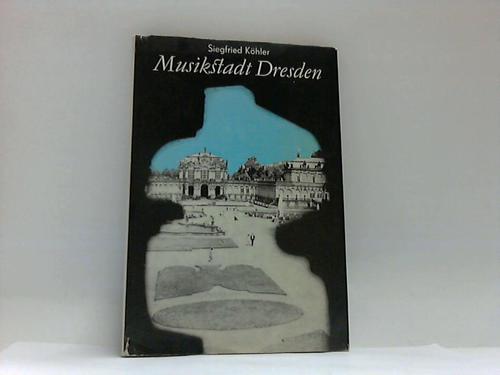 Siegfried Köhler
Musikstadt Dresden